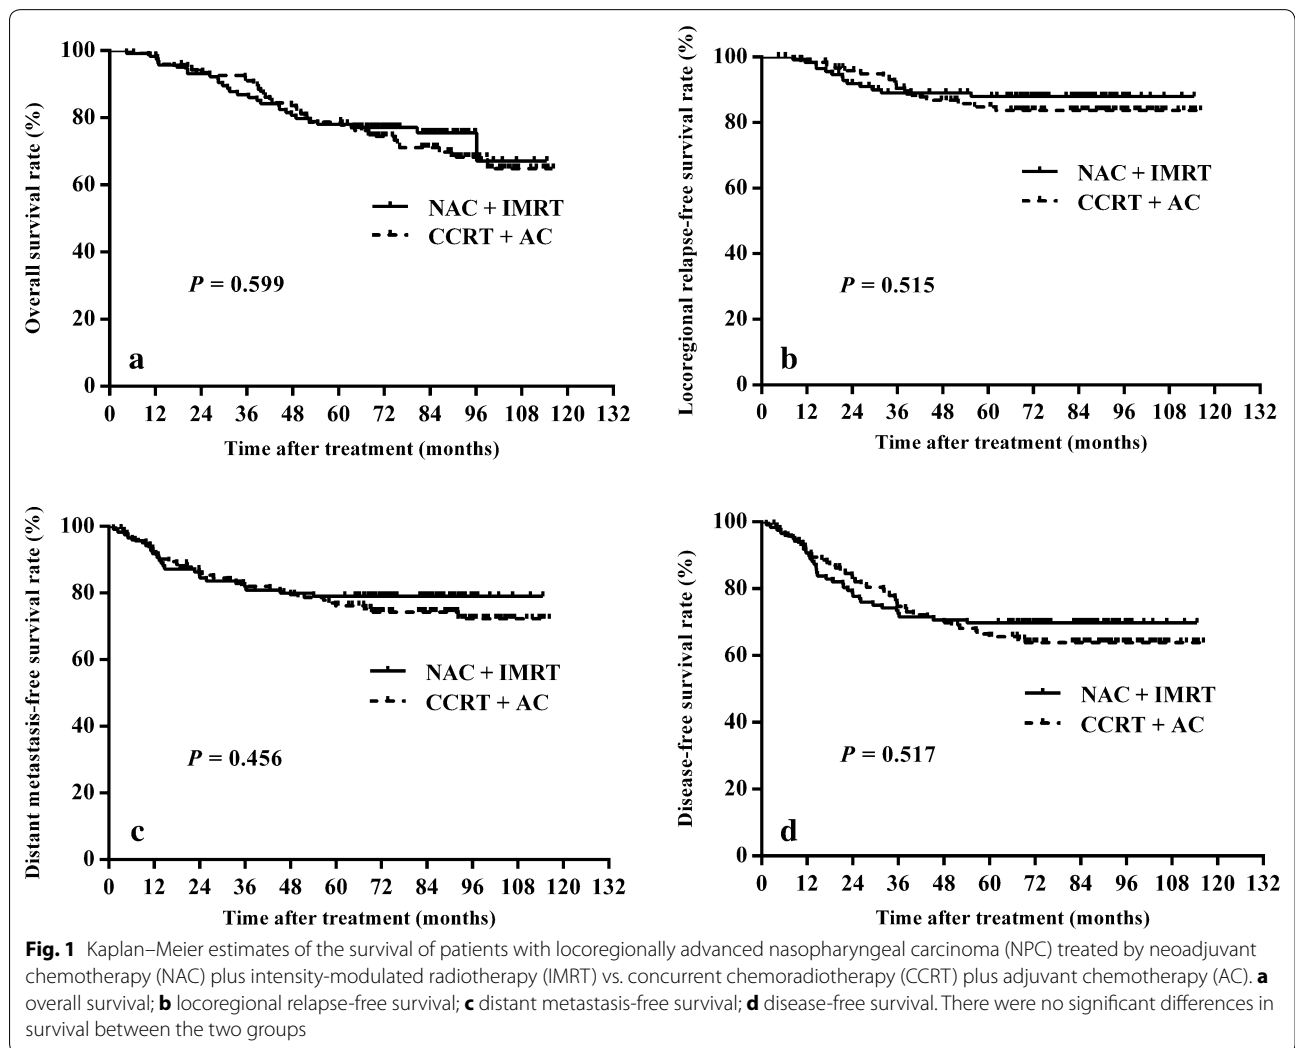 Overall survival rate (%)
100
80
60
40
20
0
NAC + IMRT
CCRT + AC
P = 0.599
a
0 12 24 36 48 60 72 84 96 108 120 132
Time after treatment (months)
Locoregional relapse-free survival rate (%)
100
80
60
40
20
0
NAC + IMRT
CCRT + AC
P = 0.515
b
0 12 24 36 48 60 72 84 96 108 120 132
Time after treatment (months)
Distant metastasis-free survival rate (%)
100
80
60
40
20
0
NAC + IMRT
CCRT + AC
P = 0.456
c
0 12 24 36 48 60 72 84 96 108 120 132
Time after treatment (months)
Disease-free survival rate (%)
100
80
60
40
20
0
NAC + IMRT
CCRT + AC
P = 0.517
d
0 12 24 36 48 60 72 84 96 108 120 132
Time after treatment (months)
Fig. 1 Kaplan–Meier estimates of the survival of patients with locoregionally advanced nasopharyngeal carcinoma (NPC) treated by neoadjuvant
chemotherapy (NAC) plus intensity-modulated radiotherapy (IMRT) vs. concurrent chemoradiotherapy (CCRT) plus adjuvant chemotherapy (AC). a
overall survival; b locoregional relapse-free survival; c distant metastasis-free survival; d disease-free survival. There were no significant differences in
survival between the two groups